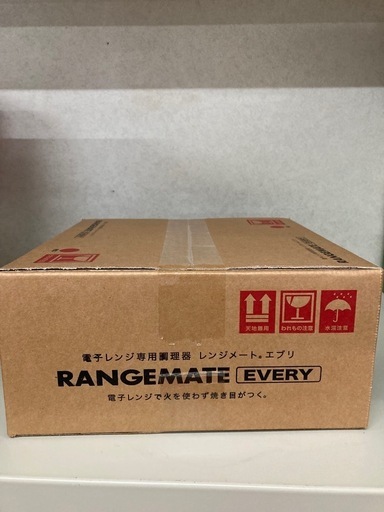 天地無用 われもの注意 水濡注意
電子レンジ専用調理器 レンジメート®エブリ
RANGEMATE EVERY
電子レンジで火を使わず焼き目がつく。